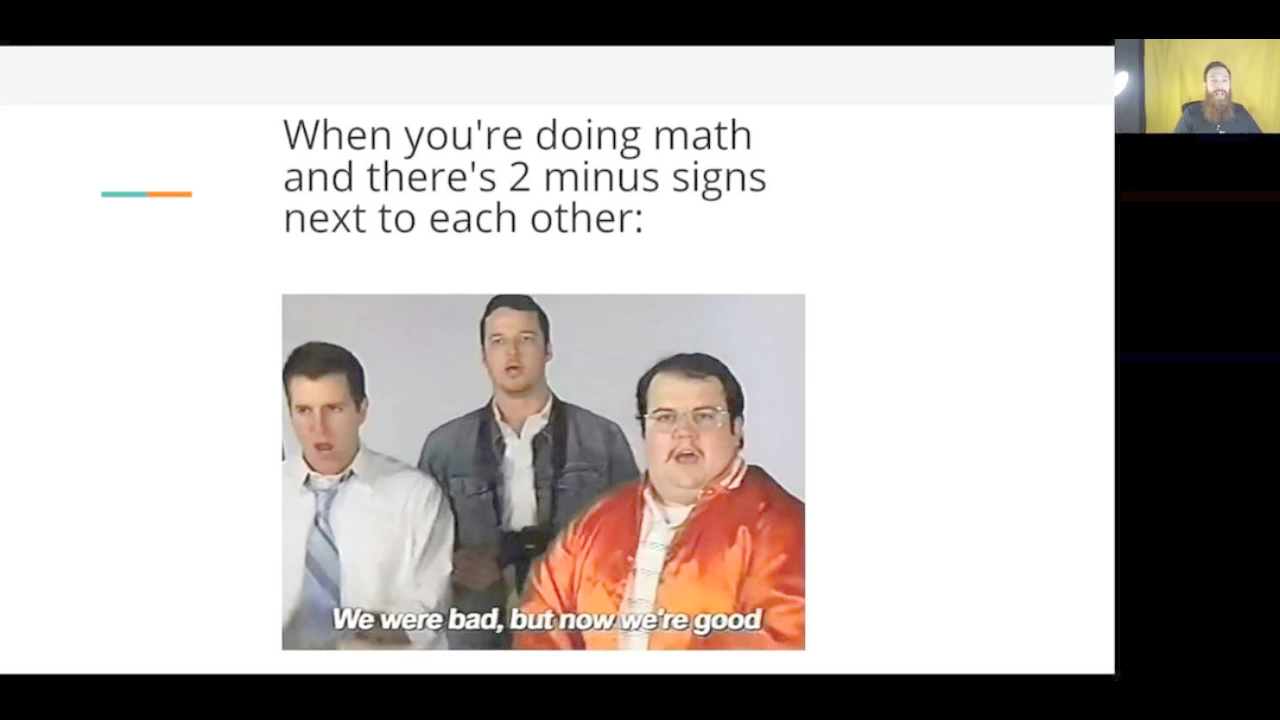 When you're doing math
and there's 2 minus signs
next to each other:
We were bad, but now we're good